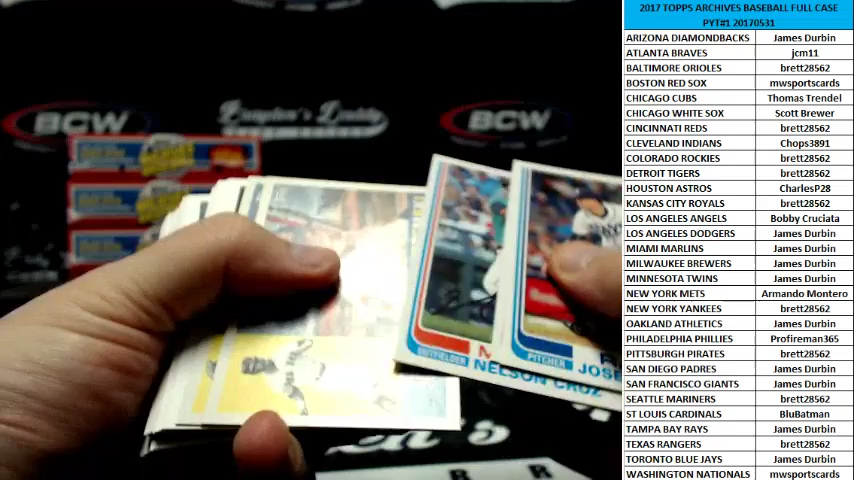 2017 TOPPS ARCHIVES BASEBALL FULL CASE
PYT#1 20170531
ARIZONA DIAMONDBACKS James Durbin
ATLANTA BRAVES jcm11
BALTIMORE ORIOLES brett28562
BOSTON RED SOX mwsportscards
CHICAGO CUBS Thomas Trendel
CHICAGO WHITE SOX Scott Brewer
CINCINNATI REDS brett28562
CLEVELAND INDIANS Chops3891
COLORADO ROCKIES brett28562
DETROIT TIGERS brett28562
HOUSTON ASTROS CharlesP28
KANSAS CITY ROYALS brett28562
LOS ANGELES ANGELS Bobby Cruciata
LOS ANGELES DODGERS James Durbin
MIAMI MARLINS James Durbin
MILWAUKEE BREWERS James Durbin
MINNESOTA TWINS James Durbin
NEW YORK METS Armando Montero
NEW YORK YANKEES brett28562
OAKLAND ATHLETICS James Durbin
PHILADELPHIA PHILLIES Profireman365
PITTSBURGH PIRATES brett28562
SAN DIEGO PADRES James Durbin
SAN FRANCISCO GIANTS James Durbin
SEATTLE MARINERS brett28562
ST LOUIS CARDINALS BluBatman
TAMPA BAY RAYS James Durbin
TEXAS RANGERS brett28562
TORONTO BLUE JAYS James Durbin
WASHINGTON NATIONALS mwsportscards
BCW
BCW
OUTFIELDER
NELSON CRUZ
PITCHER
JOSE